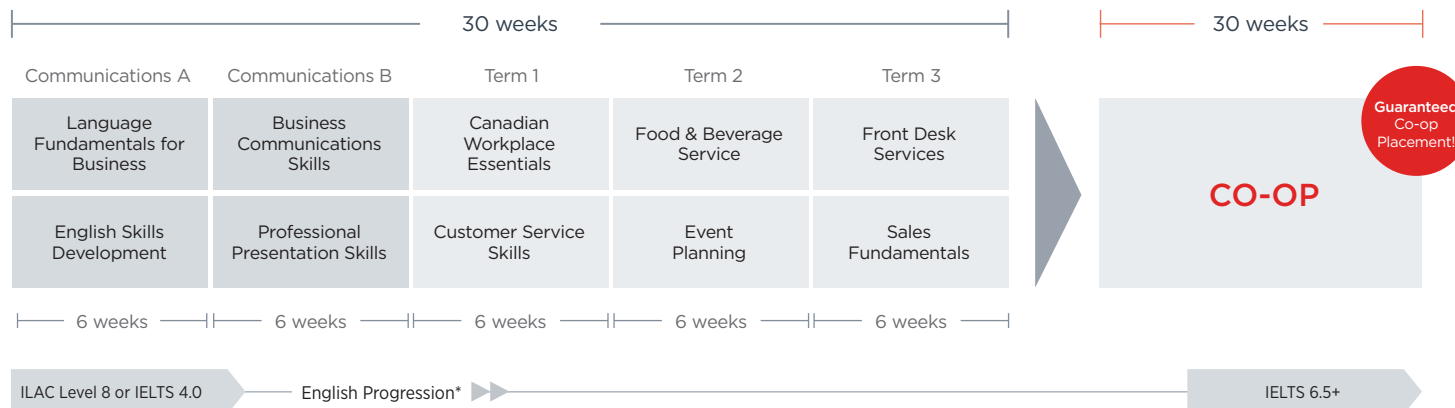 30 weeks
30 weeks
Communications A
Communications B
Term 1
Term 2
Term 3
Language
Fundamentals for
Business
Business
Communications
Skills
Canadian
Workplace
Essentials
Food & Beverage
Service
Front Desk
Services
Guaranteed
Co-op
Placement!
CO-OP
English Skills
Development
Professional
Presentation Skills
Customer Service
Skills
Event
Planning
Sales
Fundamentals
6 weeks
6 weeks
6 weeks
6 weeks
6 weeks
ILAC Level 8 or IELTS 4.0
English Progression*
IELTS 6.5+